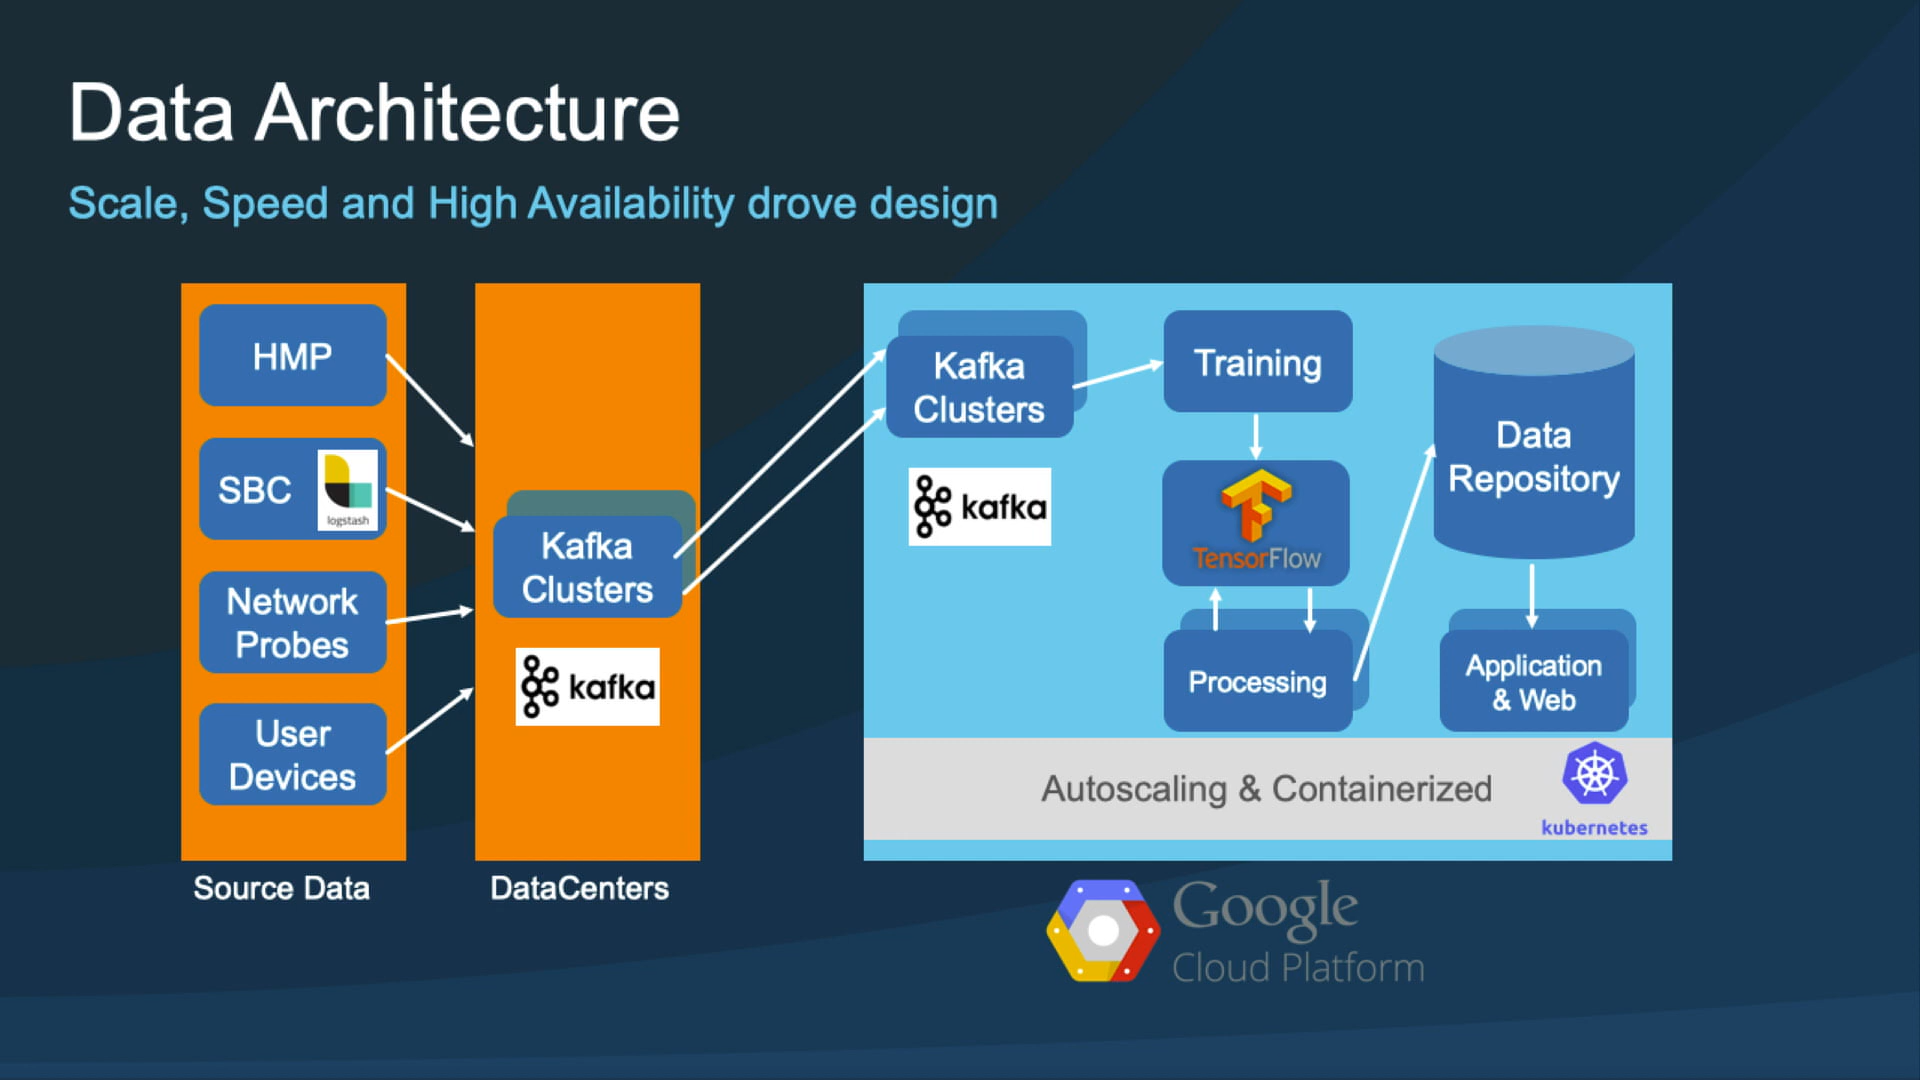 Data Architecture
Scale, Speed and High Availability drove design
HMP
SBC
logstash
Network
Probes
User
Devices
Source Data
Kafka
Clusters
kafka
DataCenters
Kafka
Clusters
kafka
Training
TensorFlow
Processing
Data
Repository
Application
& Web
Autoscaling & Containerized
kubernetes
Google
Cloud Platform